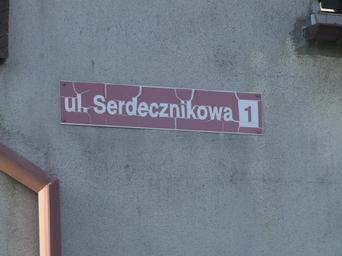 ul. Serdecznikowa 1